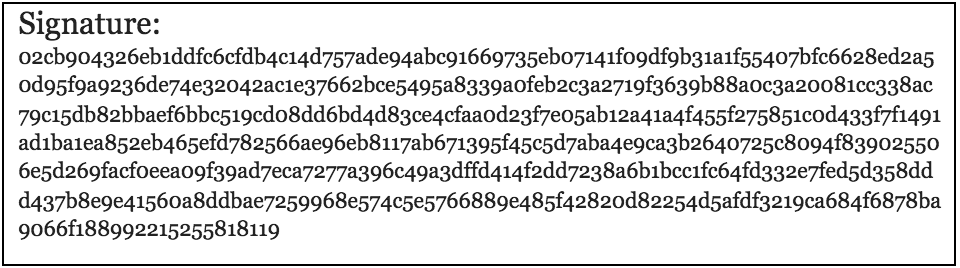 Signature:
02cb904326eb1ddfc6cfdb4c14d757ade94abc91669735eb07141f09df9b31a1f55407bfc6628ed2a5
0d95f9a9236de74e32042ac1e37662bce5495a8339a0feb2c3a2719f3639b88a0c3a20081cc338ac
79c15db82bbaef6bbc519cd08dd6bd4d83ce4cfaa0d23f7e05ab12a41a4f455f275851c0d433f7f1491
ad1ba1ea852eb465efd782566ae96eb8117ab671395f45c5d7aba4e9ca3b2640725c8094f83902550
6e5d269facf0eea09f39ad7eca7277a396c49a3dffd414f2dd7238a6b1bcc1fc64fd332e7fed5d358dd
d437b8e9e41560a8ddbae7259968e574c5e5766889e485f42820d82254d5afdf3219ca684f6878ba
9066f188992215255818119